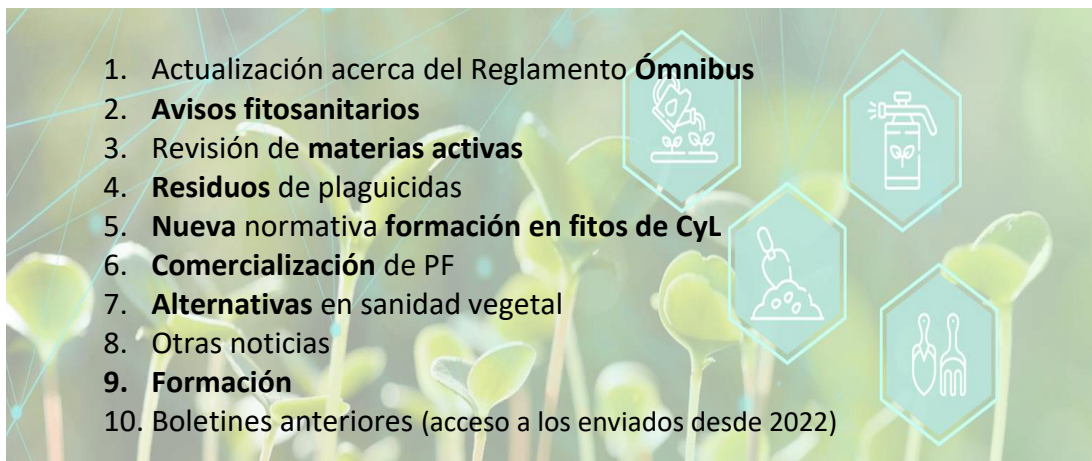 1. Actualización acerca del Reglamento Ómnibus
2. Avisos fitosanitarios
3. Revisión de materias activas
4. Residuos de plaguicidas
5. Nueva normativa formación en fitos de CyL
6. Comercialización de PF
7. Alternativas en sanidad vegetal
8. Otras noticias
9. Formación
10. Boletines anteriores (acceso a los enviados desde 2022)